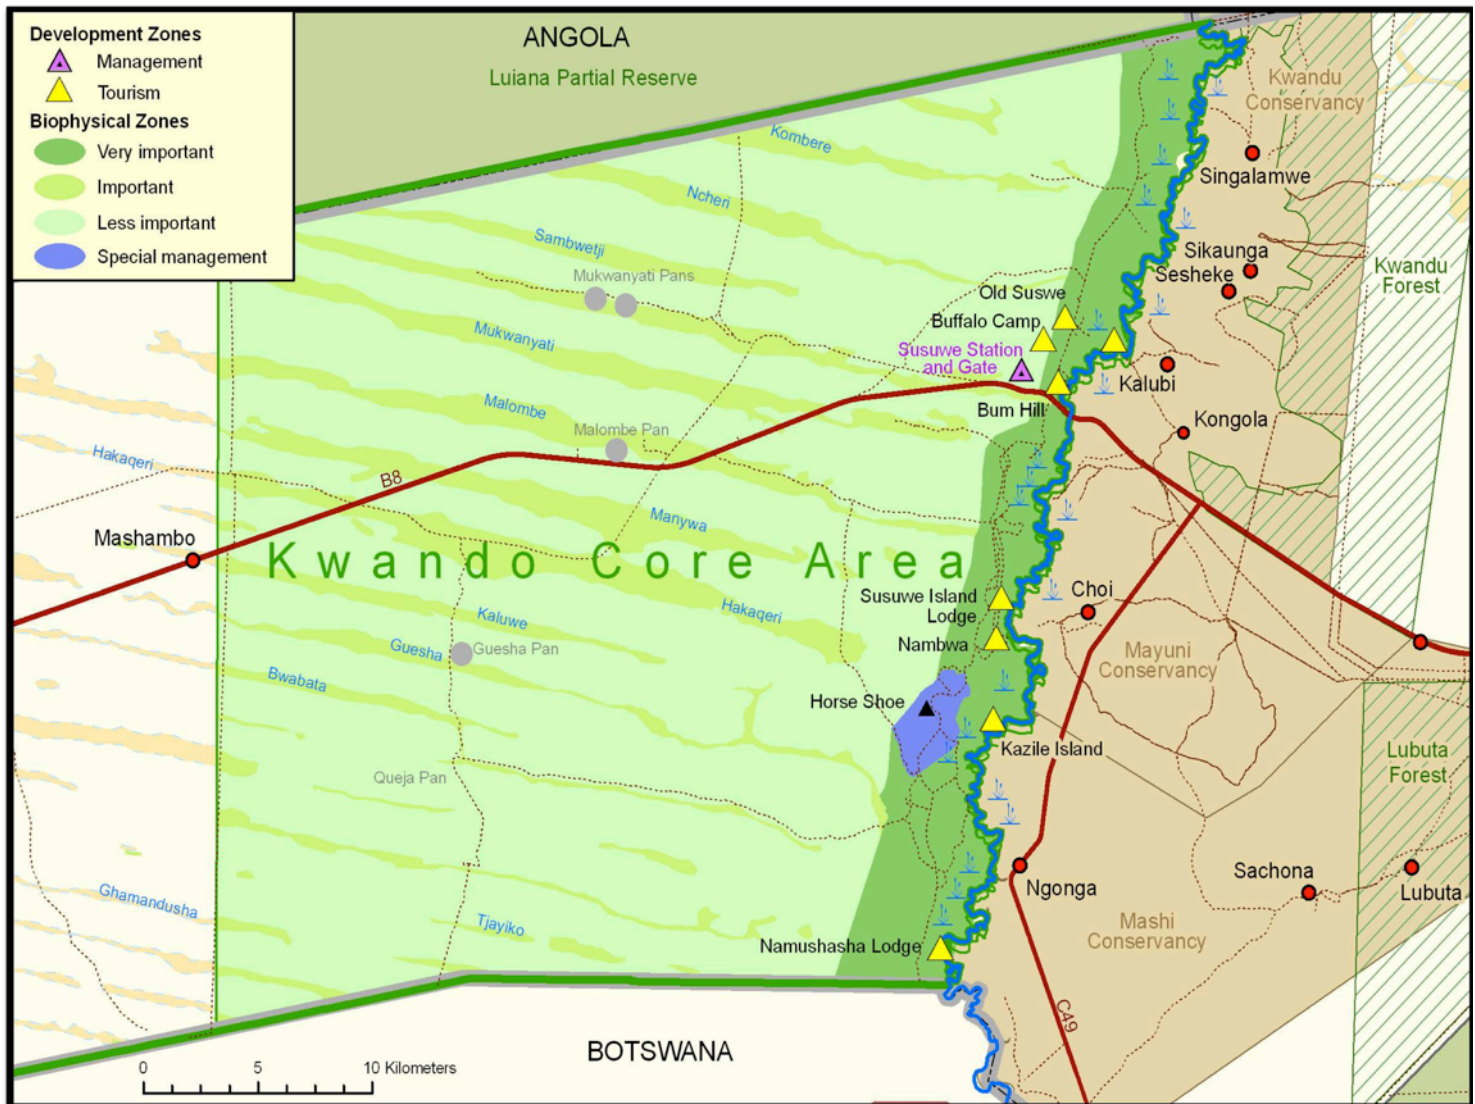 Development Zones
Management
Tourism
Biophysical Zones
Very important
Important
Less important
Special management
ANGOLA
Luiana Partial Reserve
Kwandu
Conservancy
Kombere
Singalamwe
Ncheri
Sambwetji
Sikaunga
Sesheke
Kwandu
Forest
Mukwanyati Pans
Old Suswe
Buffalo Camp
Mukwanyati
Susuwe Station
and Gate
Kalubi
Malombe
Bum Hill
Kongola
Malombe Pan
Hakaqeri
B8
Manywa
Mashambo
Kwando Core Area
Susuwe Island
Lodge
Choi
Hakaqeri
Kaluwe
Nambwa
Guesha
Guesha Pan
Mayuni
Conservancy
Bwabata
Horse Shoe
Kazile Island
Lubuta
Forest
Queja Pan
Ghamandusha
Ngonga
Sachona
Lubuta
Tjayiko
Namushasha Lodge
Mashi
Conservancy
C49
BOTSWANA
0 5 10 Kilometers